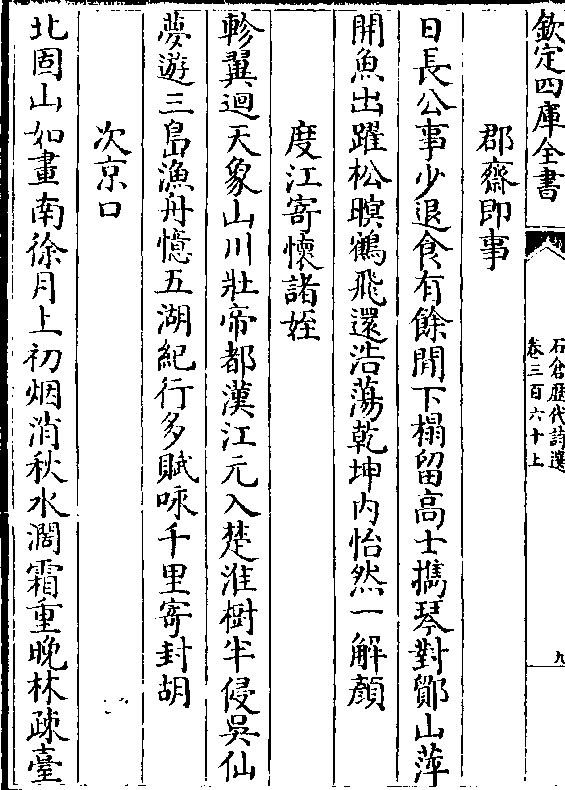 欽定四庫全書
石倉歷代詩選
卷三百六十上
九
郡齋即事
日長公事少退食有餘閒下榻留高士攜琴對鄮山萍
開魚出躍松暝鶴飛還浩蕩乾坤内怡然一解顏
度江寄懷諸姪
軫翼迴天象山川壯帝都漢江元入楚淮樹半侵吳仙
夢遊三島漁舟憶五湖紀行多賦咏千里寄封胡
次京口
北固山如畫南徐月上初烟消秋水濶霜重晚林疎臺